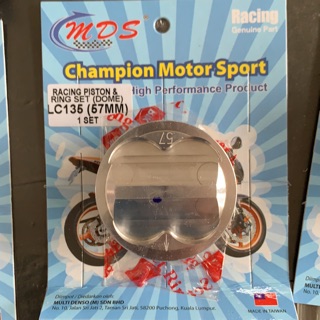 MDS
Racing
Genuine Part
Champion Motor Sport
High Performance Product
RACING PISTON &
RING SET (DOME)
LC135 (57MM)
1 SET
57
MULTI DENSO (M) SDN BHD
MADE IN TAIWAN